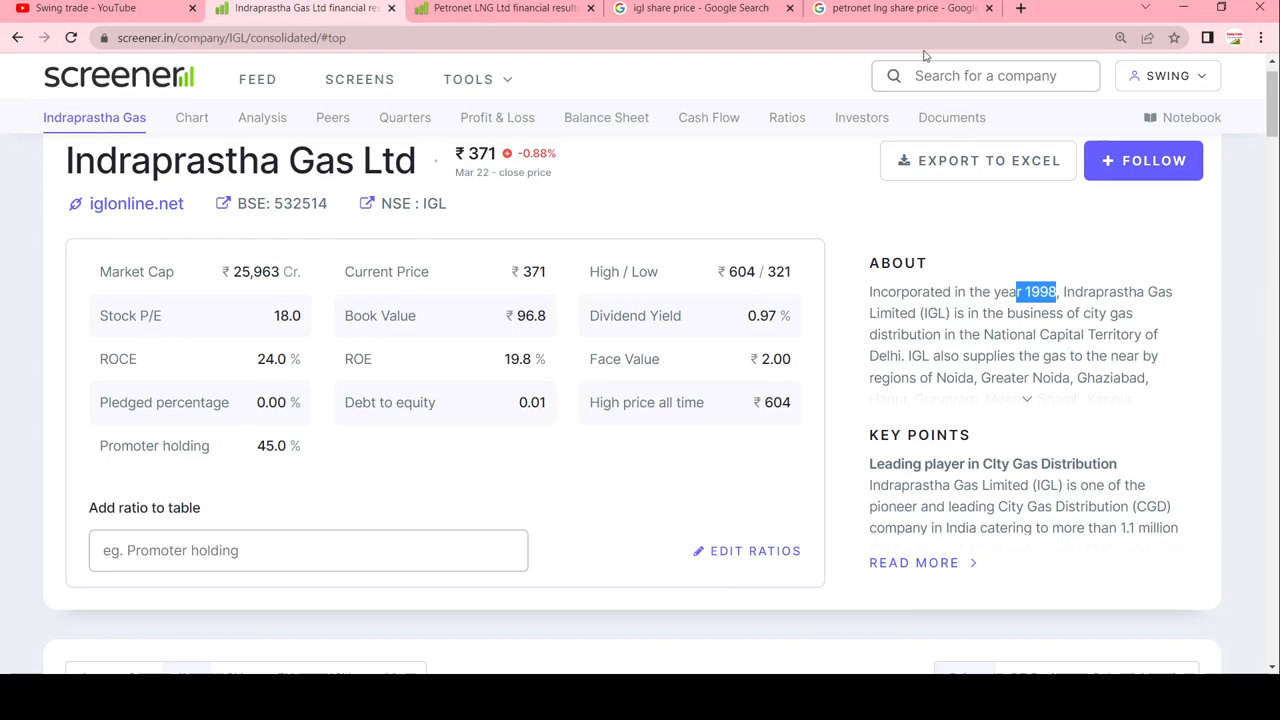 Swing trade - YouTube
Indraprastha Gas Ltd financial res
Petronet LNG Ltd financial results
igl share price - Google Search
petronet lng share price - Googl
screener.in/company/IGL/consolidated/#top
screener
FEED
SCREENS
TOOLS
Search for a company
SWING
Indraprastha Gas
Chart
Analysis
Peers
Quarters
Profit & Loss
Balance Sheet
Cash Flow
Ratios
Investors
Documents
Notebook
Indraprastha Gas Ltd
₹ 371 -0.88%
Mar 22 - close price
EXPORT TO EXCEL
+ FOLLOW
iglonline.net
BSE: 532514
NSE : IGL
Market Cap ₹ 25,963 Cr.
Current Price ₹ 371
High / Low ₹ 604 / 321
Stock P/E 18.0
Book Value ₹ 96.8
Dividend Yield 0.97 %
ROCE 24.0 %
ROE 19.8 %
Face Value ₹ 2.00
Pledged percentage 0.00 %
Debt to equity 0.01
High price all time ₹ 604
Promoter holding 45.0 %
Add ratio to table
eg. Promoter holding
EDIT RATIOS
ABOUT
Incorporated in the year 1998, Indraprastha Gas
Limited (IGL) is in the business of city gas
distribution in the National Capital Territory of
Delhi. IGL also supplies the gas to the near by
regions of Noida, Greater Noida, Ghaziabad,
Hapur, Gurugram, Shamli, Kanpur,
KEY POINTS
Leading player in CIty Gas Distribution
Indraprastha Gas Limited (IGL) is one of the
pioneer and leading City Gas Distribution (CGD)
company in India catering to more than 1.1 million
READ MORE